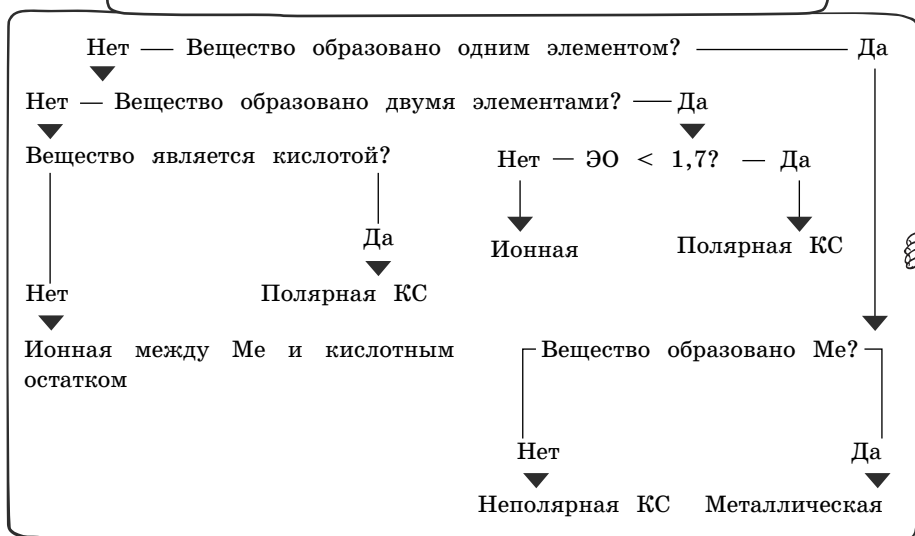 Нет — Вещество образовано одним элементом? — Да
Нет — Вещество образовано двумя элементами? — Да
Вещество является кислотой?
Нет — ЭО < 1,7? — Да
Да
Ионная
Полярная КС
Нет
Полярная КС
Ионная между Ме и кислотным
остатком
Вещество образовано Ме?
Нет
Да
Неполярная КС
Металлическая